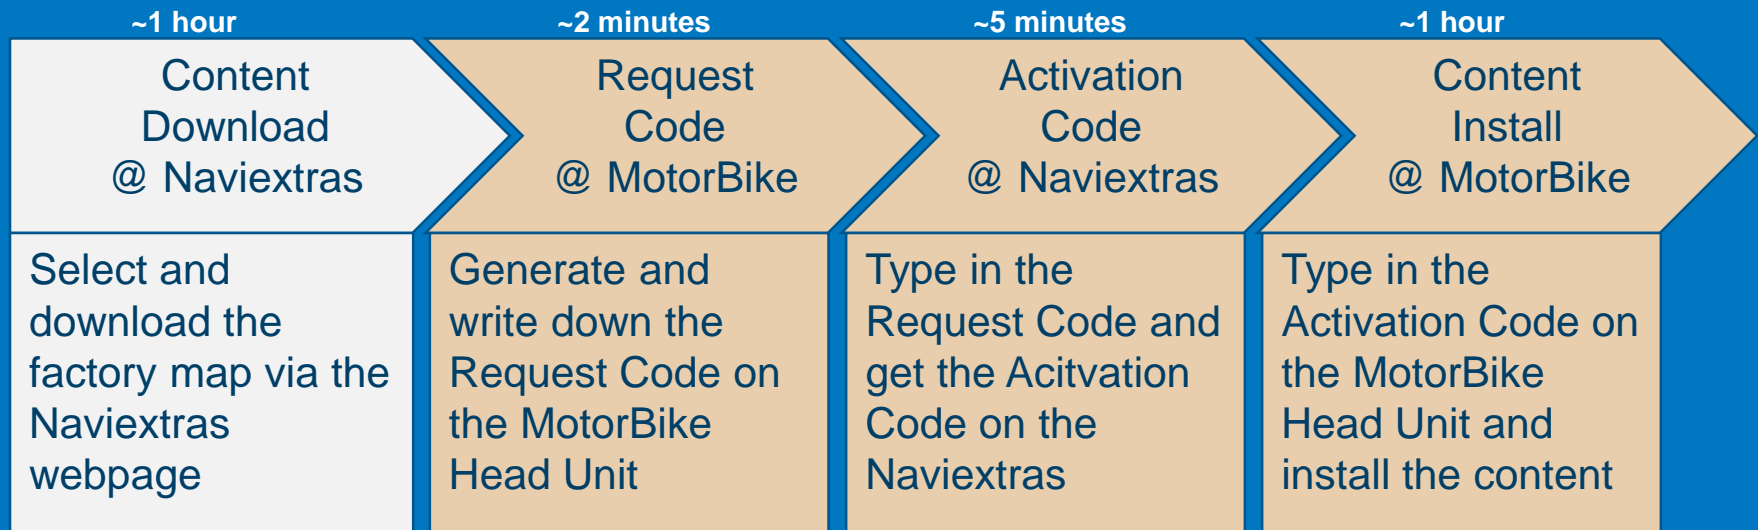 ~1 hour
Content
Download
@ Naviextras
Select and
download the
factory map via the
Naviextras
webpage
~2 minutes
Request
Code
@ MotorBike
Generate and
write down the
Request Code on
the MotorBike
Head Unit
~5 minutes
Activation
Code
@ Naviextras
Type in the
Request Code and
get the Acitvation
Code on the
Naviextras
~1 hour
Content
Install
@ MotorBike
Type in the
Activation Code on
the MotorBike
Head Unit and
install the content